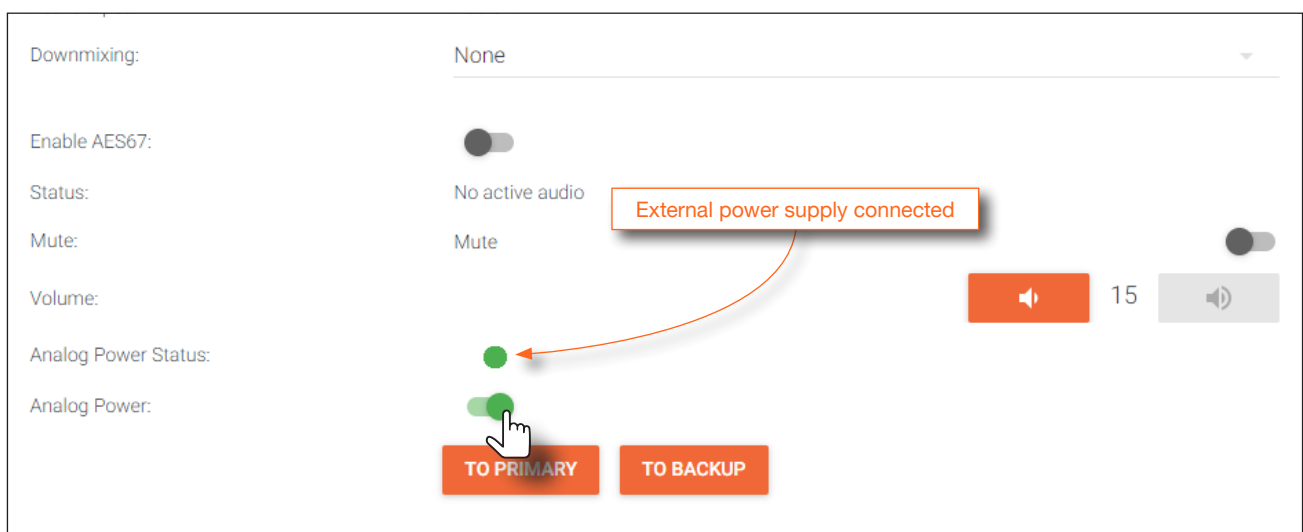 Downmixing: None
Enable AES67:
Status: No active audio
External power supply connected
Mute: Mute
Volume: 15
Analog Power Status:
Analog Power:
TO PRIMARY TO BACKUP